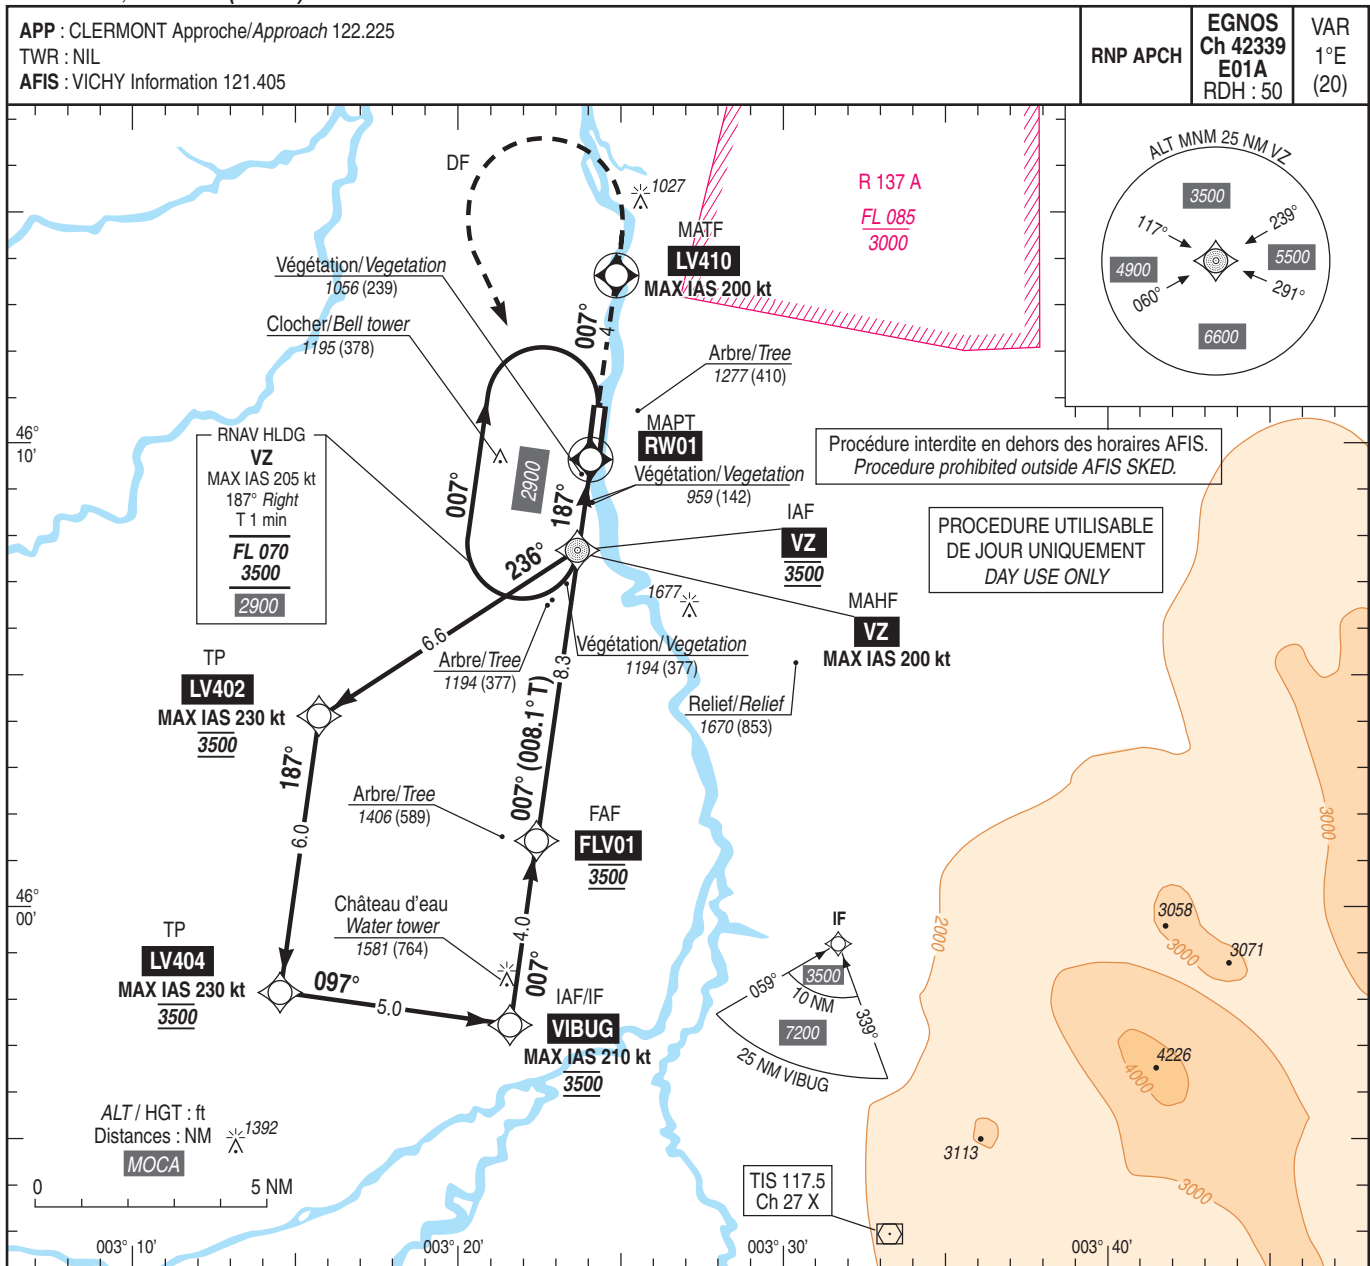 APP : CLERMONT Approche/Approach 122.225
TWR : NIL
AFIS : VICHY Information 121.405
RNP APCH
EGNOS
Ch 42339
E01A
RDH : 50
VAR
1°E
(20)
ALT MNM 25 NM VZ
3500
117°
239°
4900
5500
060°
291°
6600
DF
1027
R 137 A
FL 085
3000
MATF
LV410
MAX IAS 200 kt
Végétation/Vegetation
1056 (239)
007°
4
Clocher/Bell tower
1195 (378)
Arbre/Tree
1277 (410)
MAPT
RW01
46°
10'
RNAV HLDG
VZ
MAX IAS 205 kt
187° Right
T 1 min
FL 070
3500
2900
007°
2900
187°
Végétation/Vegetation
959 (142)
Procédure interdite en dehors des horaires AFIS.
Procedure prohibited outside AFIS SKED.
IAF
VZ
3500
PROCEDURE UTILISABLE
DE JOUR UNIQUEMENT
DAY USE ONLY
236°
1677
MAHF
VZ
MAX IAS 200 kt
6.6
Arbre/Tree
1194 (377)
8.3
Végétation/Vegetation
1194 (377)
TP
LV402
MAX IAS 230 kt
3500
Relief/Relief
1670 (853)
187°
007° (008.1° T)
Arbre/Tree
1406 (589)
6.0
FAF
FLV01
3500
3000
46°
00'
Château d'eau
Water tower
1581 (764)
4.0
IF
2000
3058
3000
3071
TP
LV404
MAX IAS 230 kt
3500
097°
5.0
007°
IAF/IF
VIBUG
MAX IAS 210 kt
3500
059°
3500
10 NM
339°
7200
25 NM VIBUG
4226
4000
ALT / HGT : ft
Distances : NM
MOCA
1392
3113
3000
0
5 NM
TIS 117.5
Ch 27 X
003° 10'
003° 20'
003° 30'
003° 40'